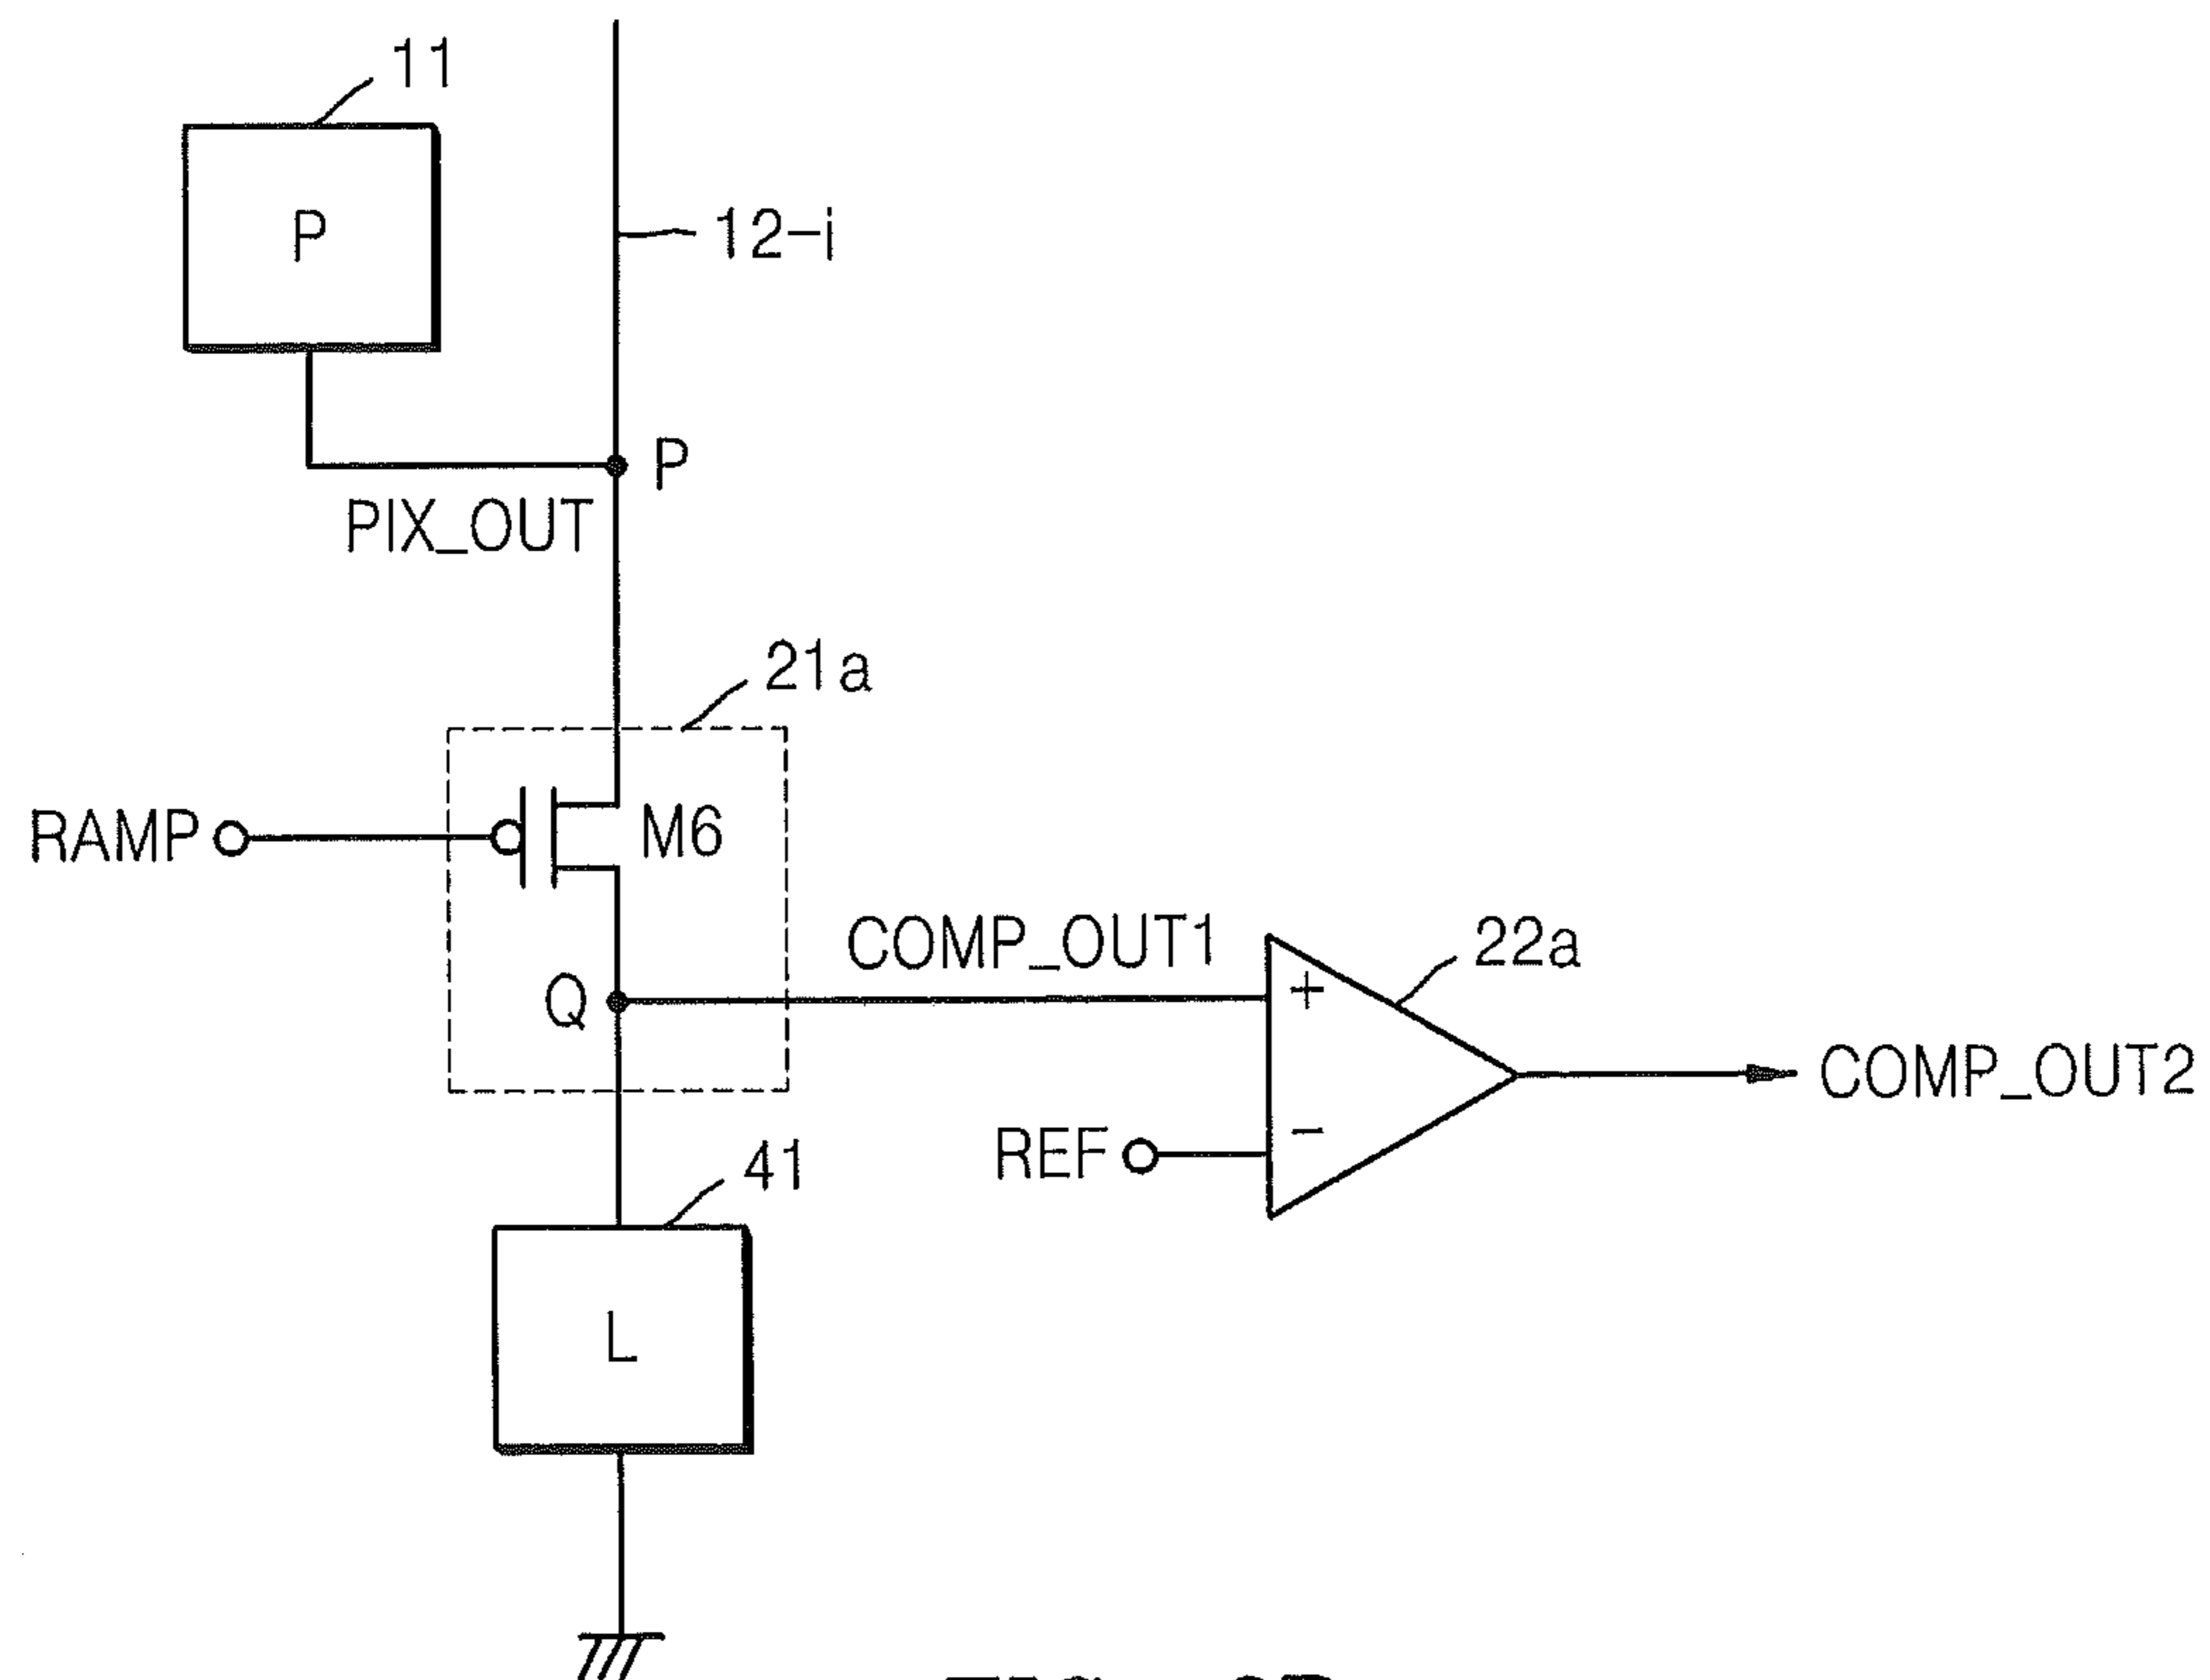 11
P
12-i
P
PIX_OUT
21a
RAMP
M6
COMP_OUT1
22a
+
Q
COMP_OUT2
-
REF
41
L